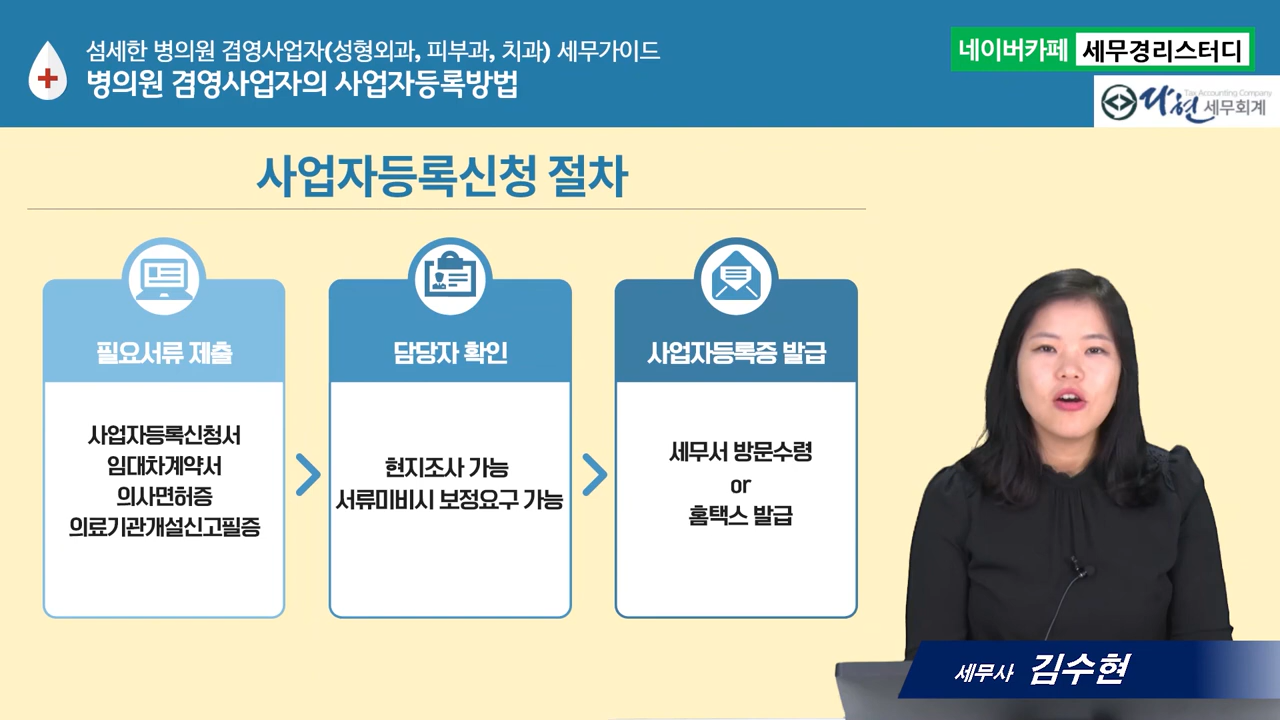 섬세한 병의원 겸영사업자(성형외과, 피부과, 치과) 세무가이드
병의원 겸영사업자의 사업자등록방법
네이버카페 세무경리스터디
Tax Accounting Company
다현 세무회계
사업자등록신청 절차
필요서류 제출
사업자등록신청서
임대차계약서
의사면허증
의료기관개설신고필증
담당자 확인
현지조사 가능
서류미비시 보정요구 가능
사업자등록증 발급
세무서 방문수령
or
홈택스 발급
세무사 김수현